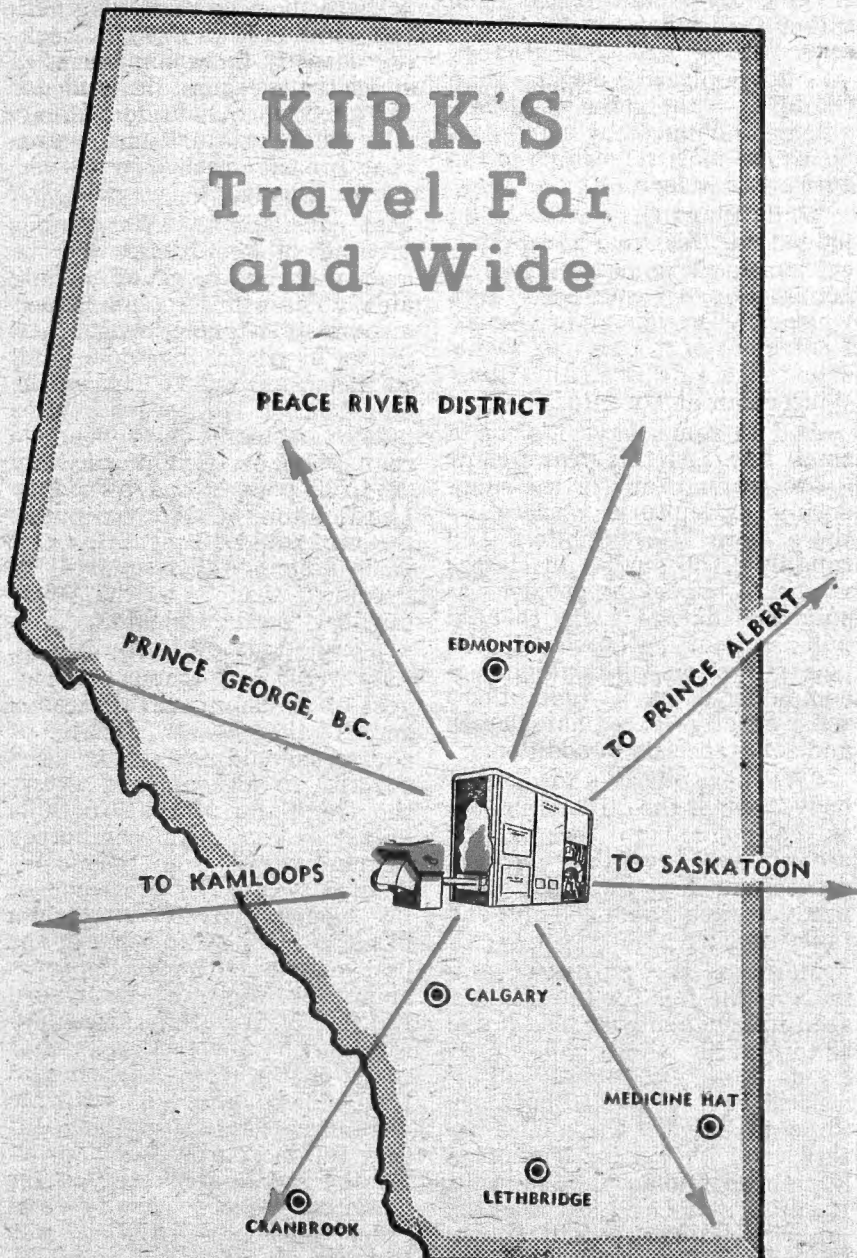 KIRK'S
Travel Far
and Wide
PEACE RIVER DISTRICT
EDMONTON
PRINCE GEORGE, B.C.
TO PRINCE ALBERT
TO KAMLOOPS
TO SASKATOON
CALGARY
MEDICINE HAT
LETHBRIDGE
CRANBROOK